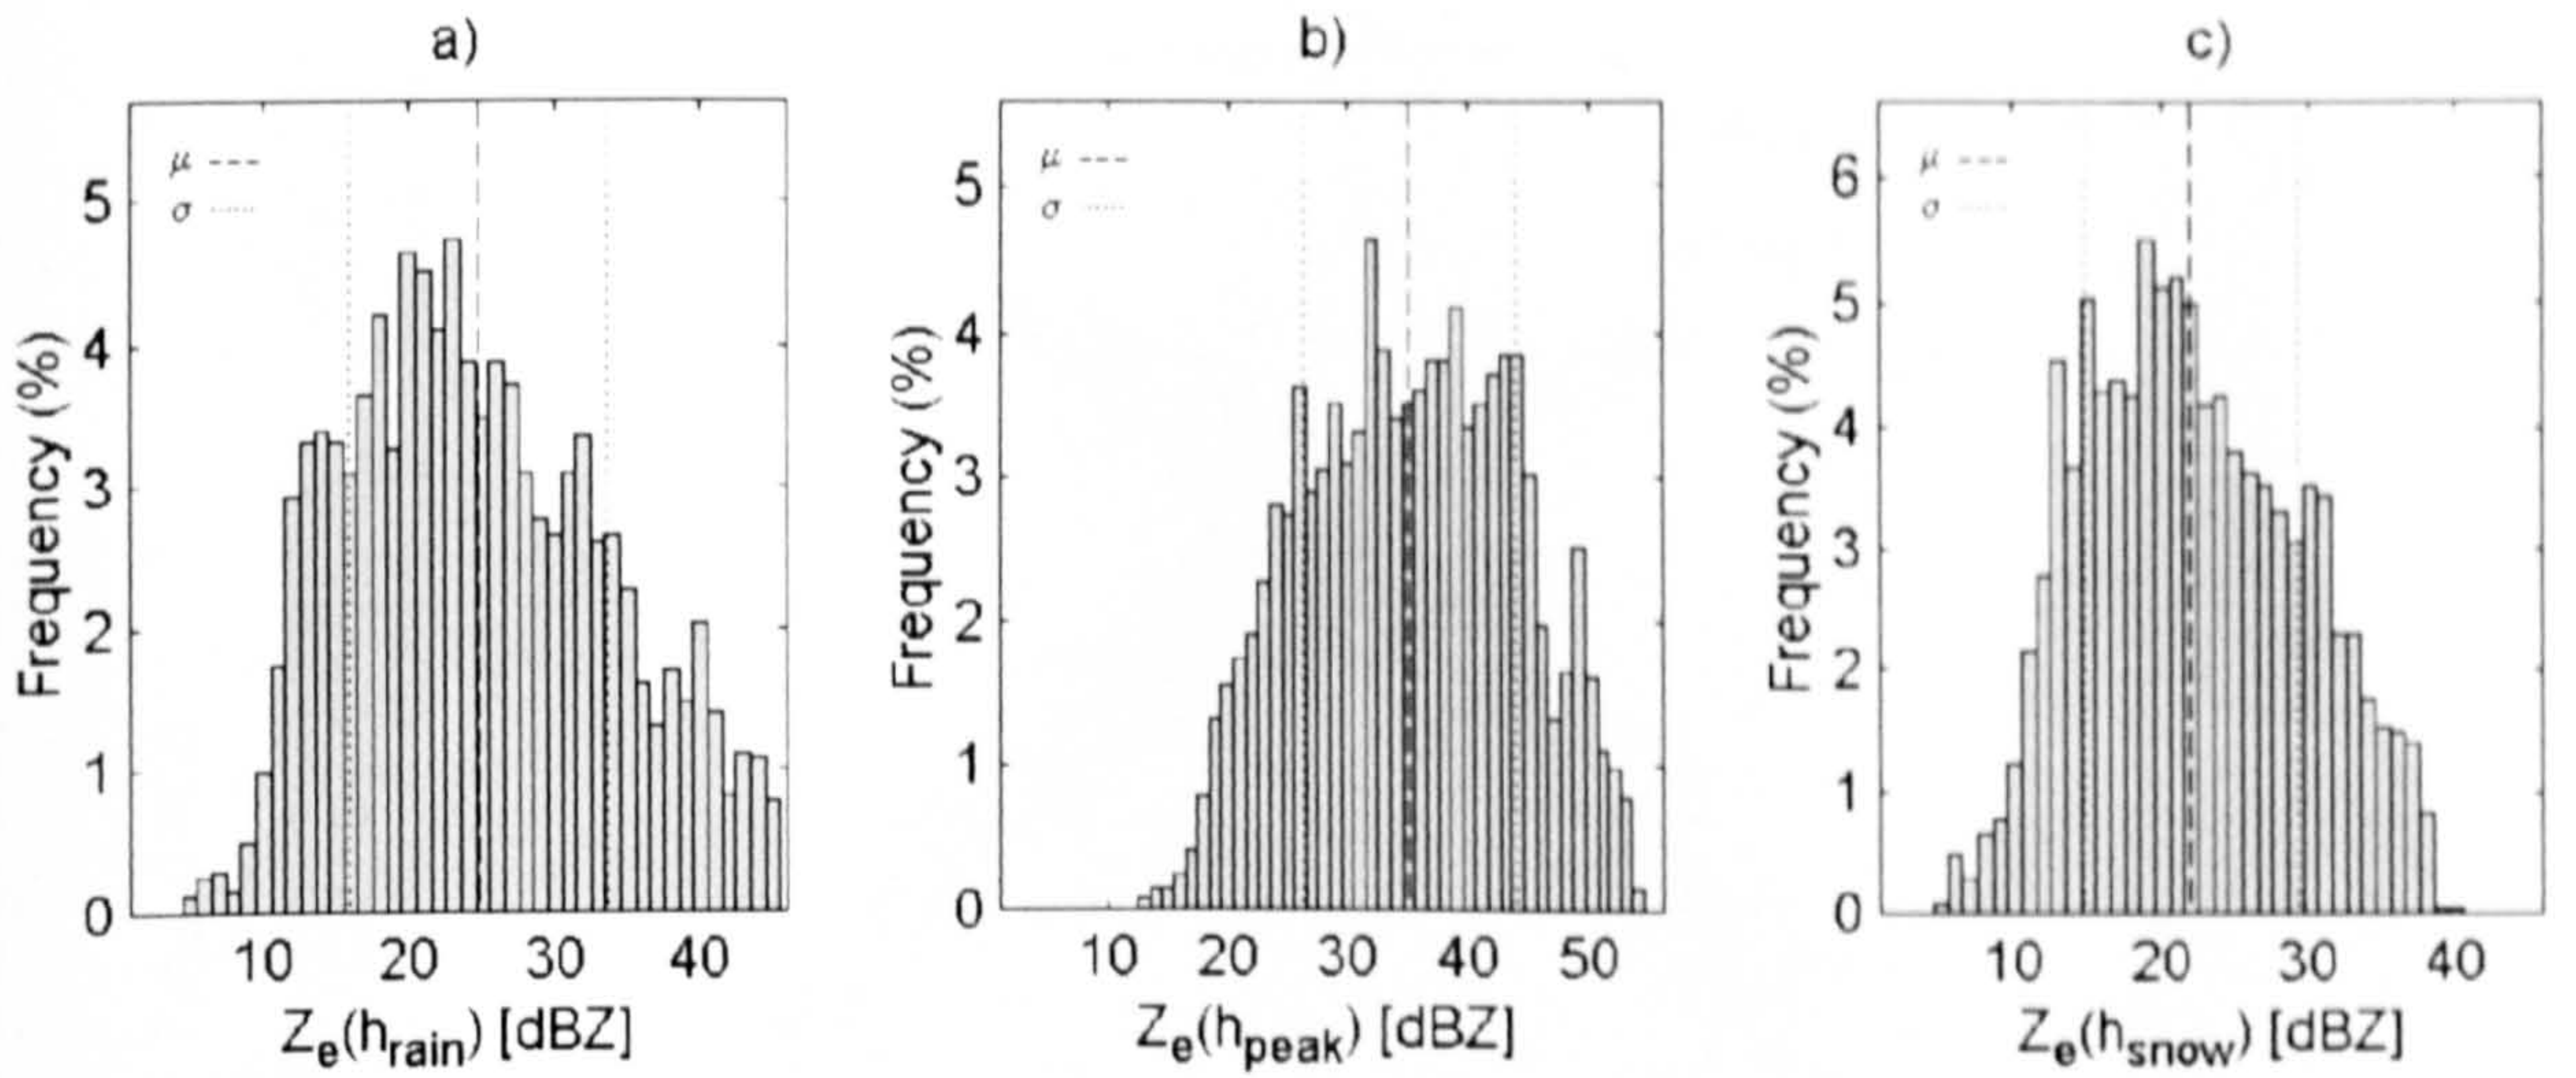 a)
μ
σ
5
4
3
2
1
0
10 20 30 40
Frequency (%)
Ze(hrain) [dBZ]
b)
μ
σ
5
4
3
2
1
0
10 20 30 40 50
Frequency (%)
Ze(hpeak) [dBZ]
c)
μ
σ
6
5
4
3
2
1
0
10 20 30 40
Frequency (%)
Ze(hsnow) [dBZ]